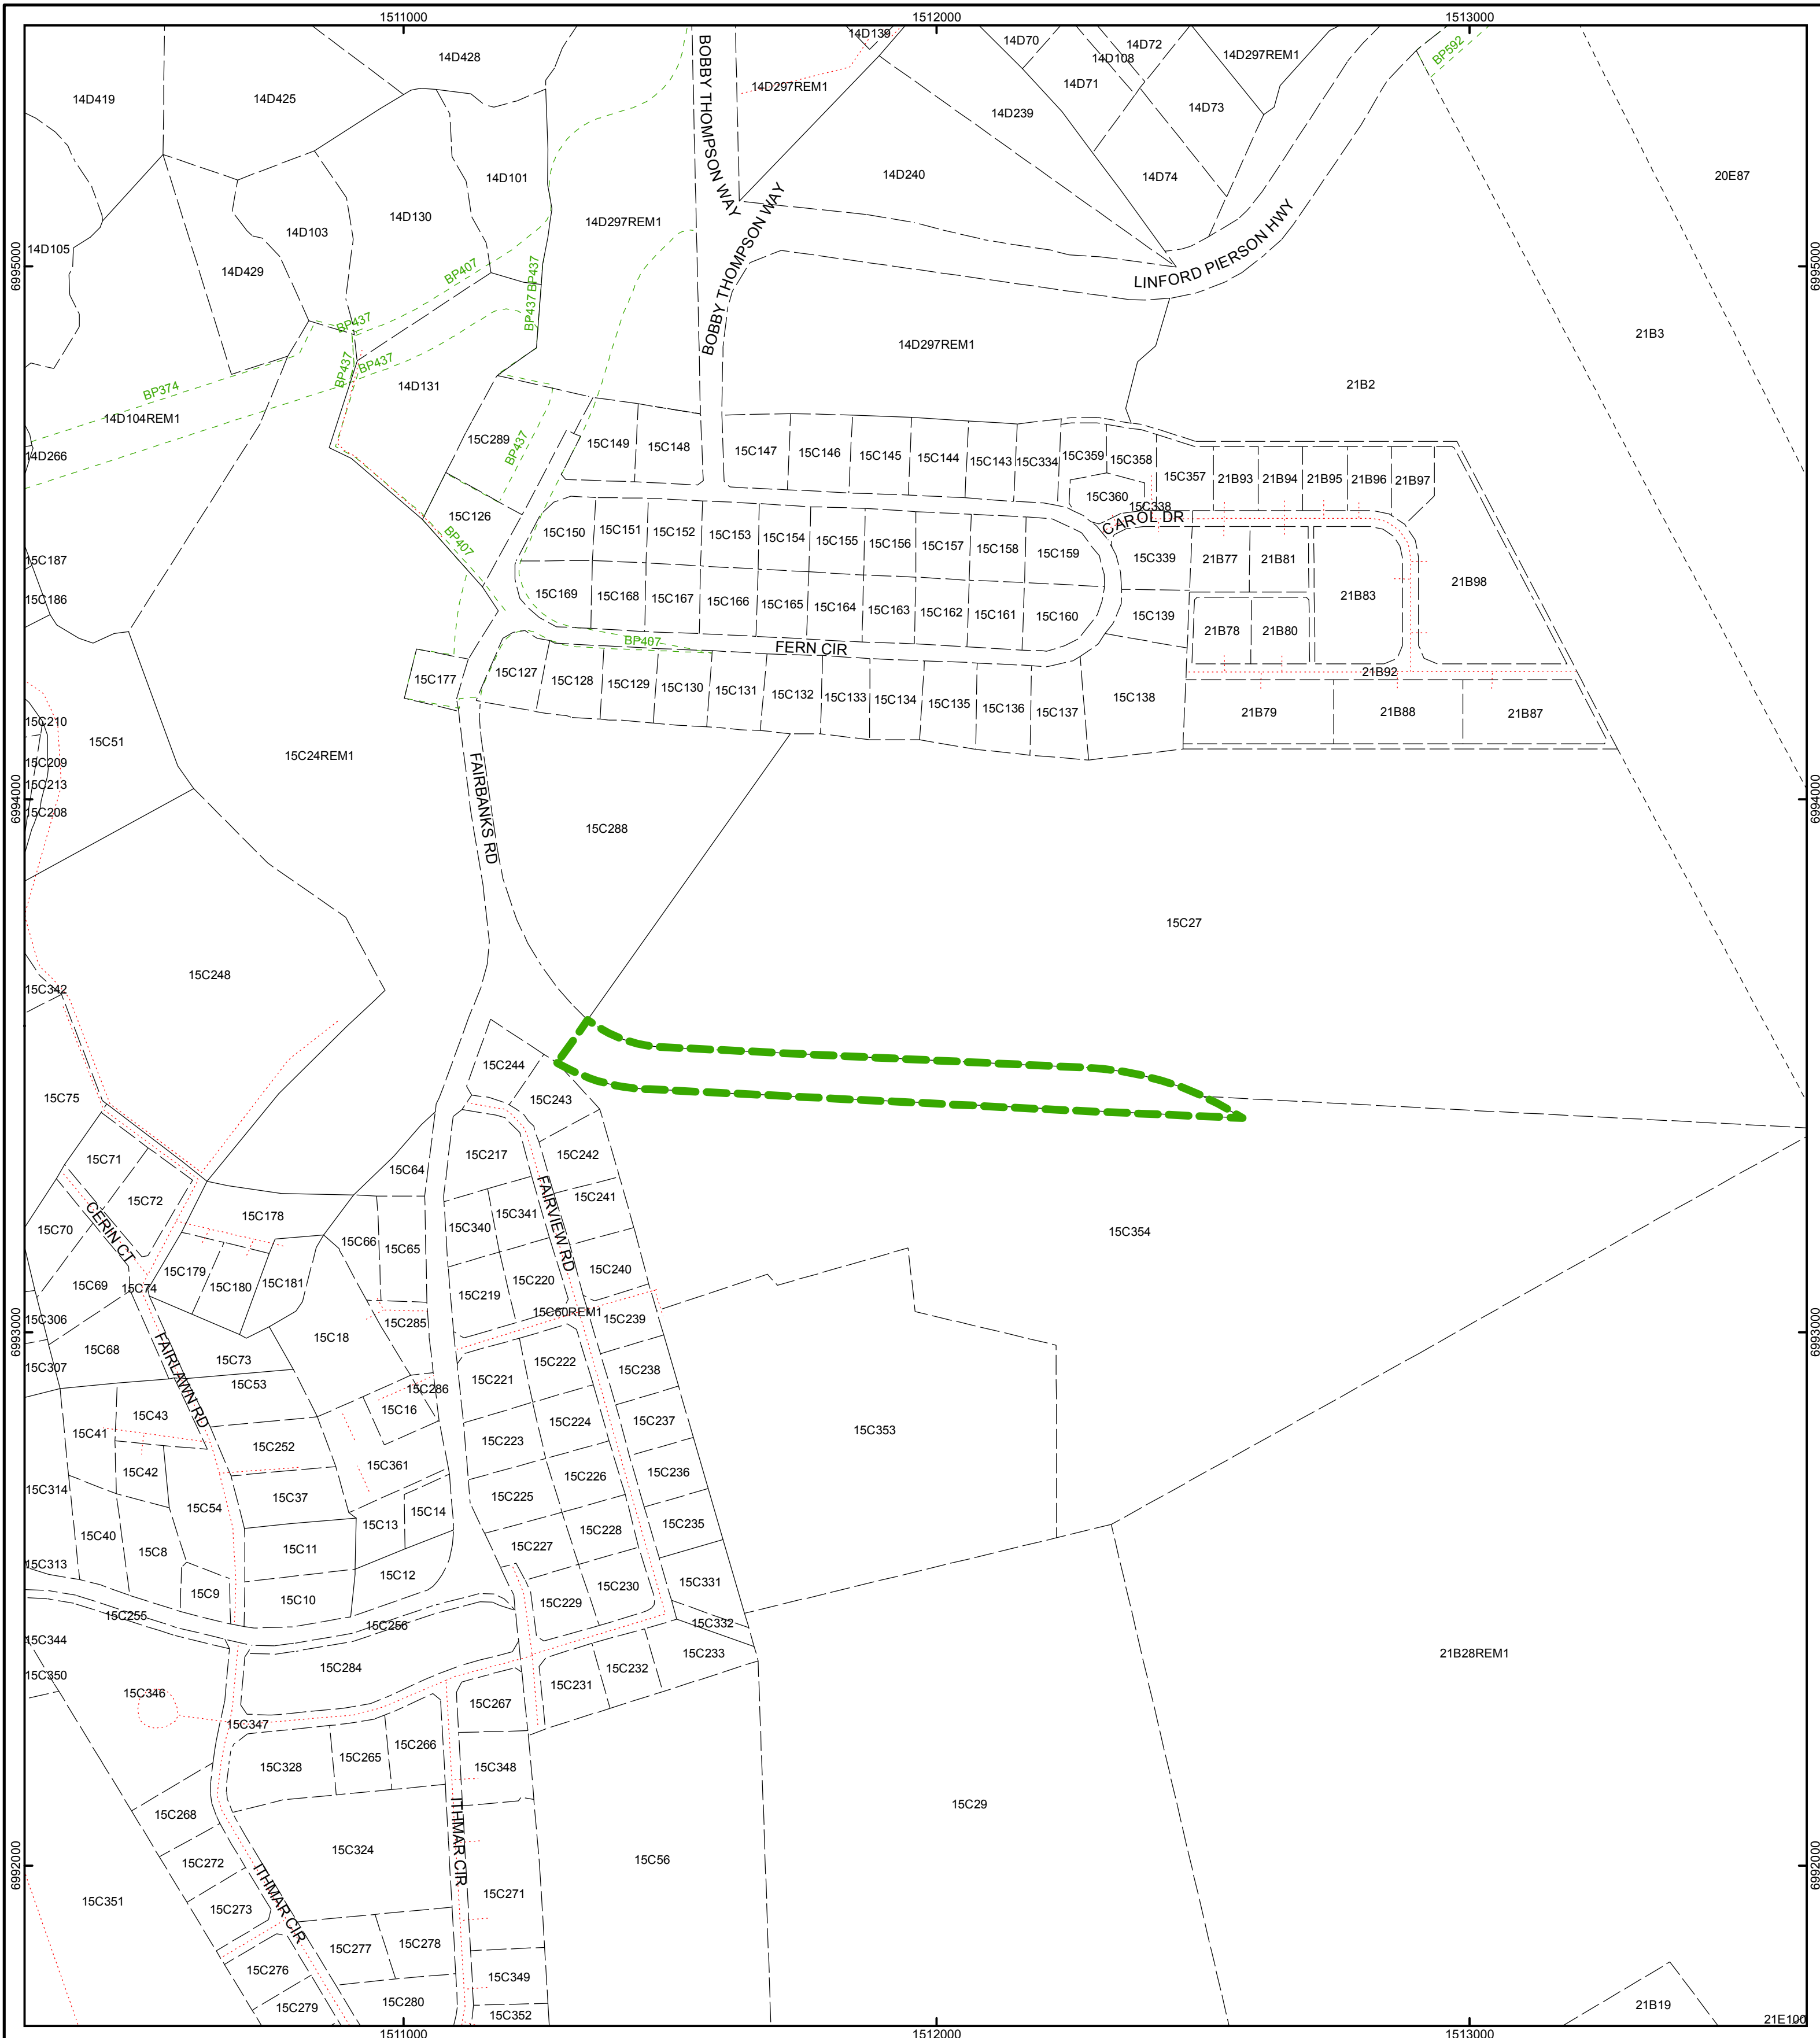 1511000
1512000
1513000
14D139
14D70
14D72
BP592
14D428
14D108
14D297REM1
BOBBY THOMPSON WAY
14D419
14D425
14D297REM1
14D71
14D73
14D239
14D101
14D240
14D74
20E87
14D130
14D297REM1
14D103
BOBBY THOMPSON WAY
14D105
LINFORD PIERSON HWY
6995000
6995000
14D429
BP407
BP437
BP437
BP437
21B3
14D297REM1
BP437
BP437
BP374
14D131
21B2
14D104REM1
15C289
BP437
15C149
15C148
15C147
15C146
15C145
15C144
15C143
15C334
15C359
15C358
14D266
15C357
21B93
21B94
21B95
21B96
21B97
15C360
15C338
15C126
CAROL DR
BP407
15C150
15C151
15C152
15C153
15C154
15C155
15C156
15C157
15C158
15C159
15C187
15C339
21B77
21B81
21B98
15C186
15C169
15C168
15C167
15C166
15C165
15C164
15C163
15C162
15C161
15C160
15C139
21B83
21B78
21B80
BP407
FERN CIR
15C177
15C127
15C128
15C129
15C130
15C131
15C132
15C133
15C134
15C135
15C136
15C137
15C138
21B92
21B79
21B88
21B87
15C210
15C51
15C24REM1
15C209
15C213
15C208
FAIRBANKS RD
6994000
6994000
15C288
15C27
15C248
15C342
15C244
15C75
15C243
15C71
15C217
15C242
15C64
15C72
15C241
15C70
CERIN CT
15C178
15C340
15C341
FAIRVIEW RD
15C354
15C66
15C65
15C69
15C74
15C179
15C180
15C181
15C220
15C240
15C219
15C60REM1
15C306
15C18
15C285
15C239
6993000
6993000
15C68
15C73
15C222
15C307
15C53
FAIRLAWN RD
15C286
15C221
15C238
15C43
15C16
15C41
15C224
15C237
15C353
15C252
15C223
15C42
15C361
15C226
15C236
15C314
15C37
15C225
15C54
15C14
15C13
15C235
15C40
15C8
15C11
15C228
15C227
15C313
15C12
15C331
15C9
15C10
15C230
15C229
15C255
15C256
15C332
15C344
15C284
15C233
21B28REM1
15C350
15C346
15C232
15C231
15C267
15C347
15C266
15C265
15C328
15C348
15C268
15C29
ITHMAR CIR
15C324
15C56
15C272
6992000
6992000
15C351
15C273
ITHMAR CIR
15C271
15C277
15C278
15C276
15C349
15C279
15C280
15C352
21B19
21E100
1511000
1512000
1513000